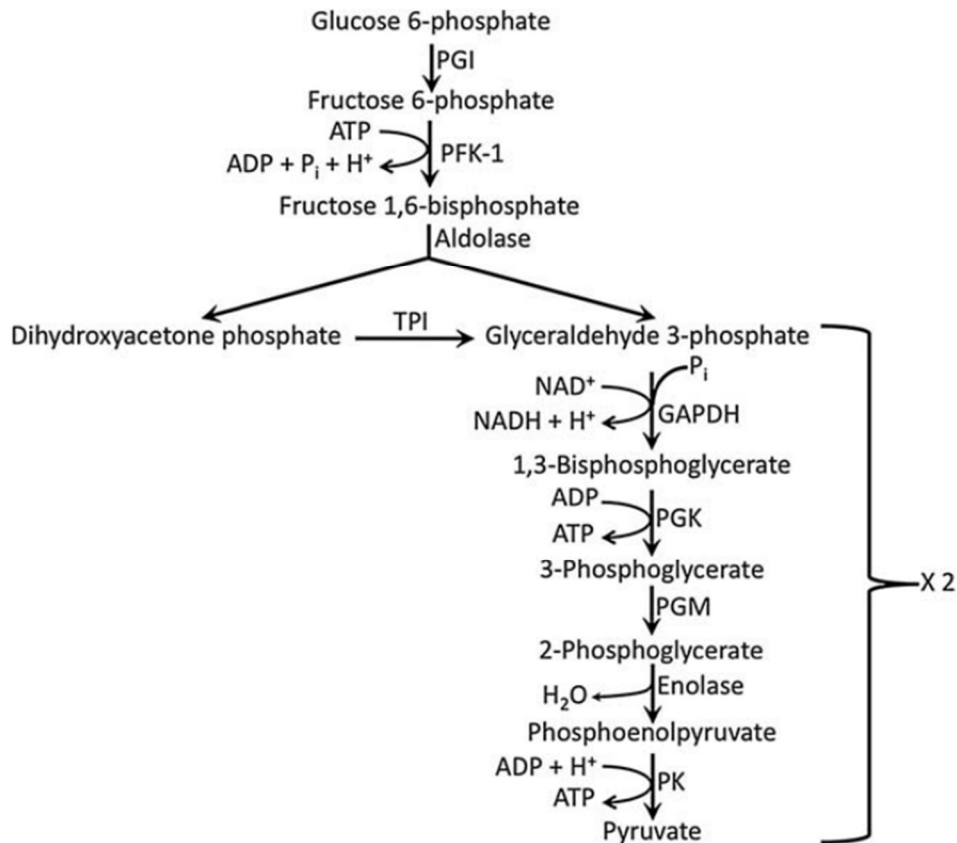 Glucose 6-phosphate
PGI
Fructose 6-phosphate
ATP
PFK-1
ADP + Pᵢ + H⁺
Fructose 1,6-bisphosphate
Aldolase
TPI
Dihydroxyacetone phosphate
Glyceraldehyde 3-phosphate
Pᵢ
NAD⁺
NADH + H⁺
GAPDH
1,3-Bisphosphoglycerate
ADP
PGK
ATP
3-Phosphoglycerate
X 2
PGM
2-Phosphoglycerate
Enolase
H₂O
Phosphoenolpyruvate
ADP + H⁺
PK
ATP
Pyruvate